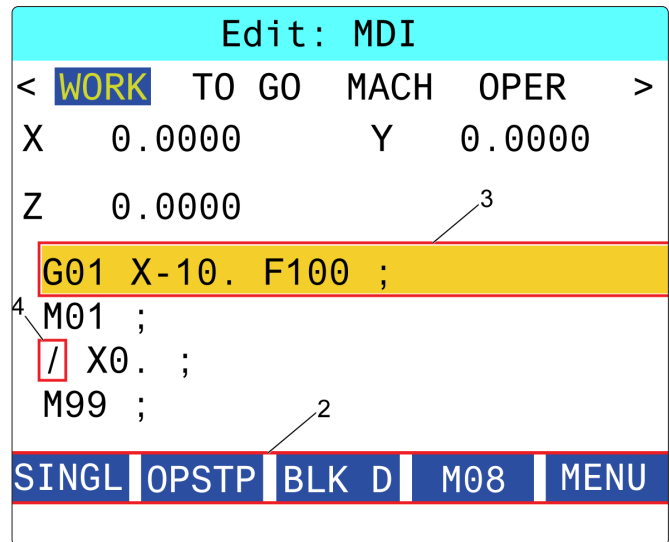 Edit: MDI
< WORK TO GO MACH OPER >
X 0.0000 Y 0.0000
Z 0.0000
3
G01 X-10. F100 ;
4
M01 ;
/ X0. ;
M99 ;
2
SINGL OPSTP BLK D M08 MENU